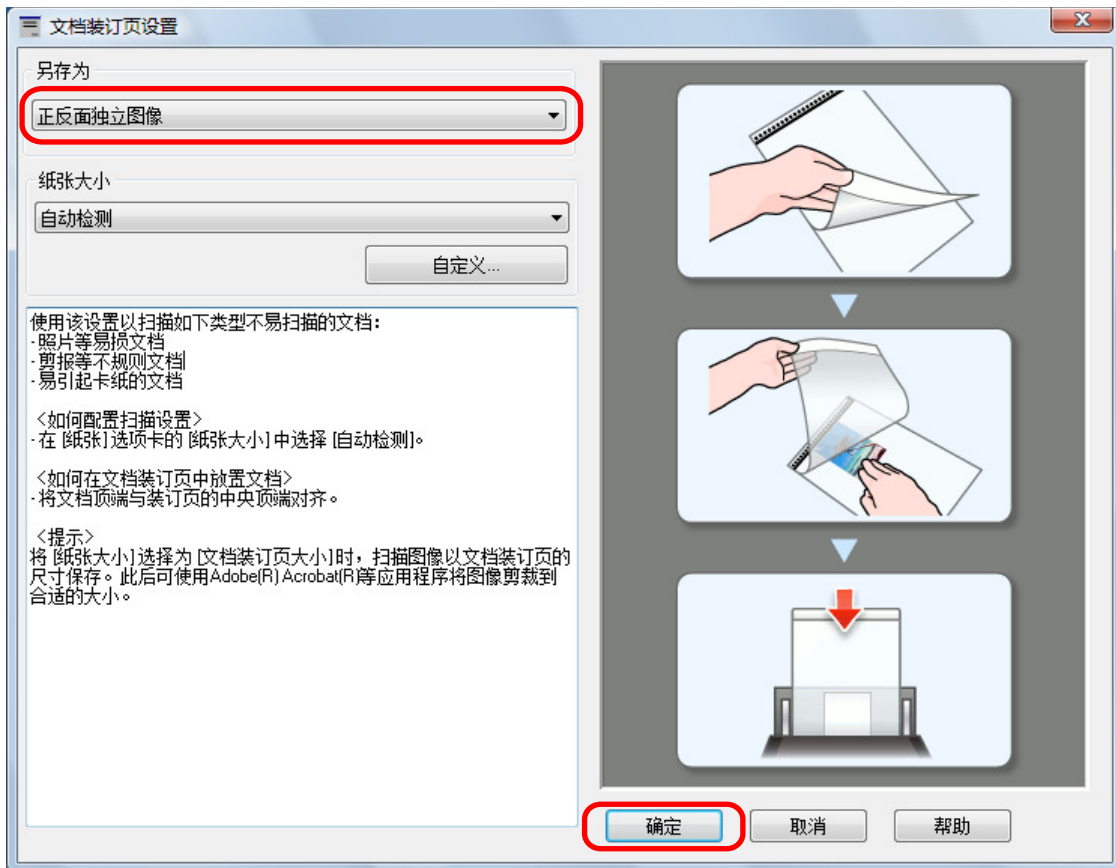 文档装订页设置
另存为
正反面独立图像
纸张大小
自动检测
自定义...
使用该设置以扫描如下类型不易扫描的文档：
·照片等易损文档
·剪报等不规则文档
·易引起卡纸的文档
〈如何配置扫描设置〉
·在 [纸张] 选项卡的 [纸张大小] 中选择 [自动检测]。
〈如何在文档装订页中放置文档〉
·将文档顶端与装订页的中央顶端对齐。
〈提示〉
将 [纸张大小] 选择为 [文档装订页大小] 时，扫描图像以文档装订页的
尺寸保存。此后可使用Adobe(R) Acrobat(R)等应用程序将图像剪裁到
合适的大小。
确定
取消
帮助